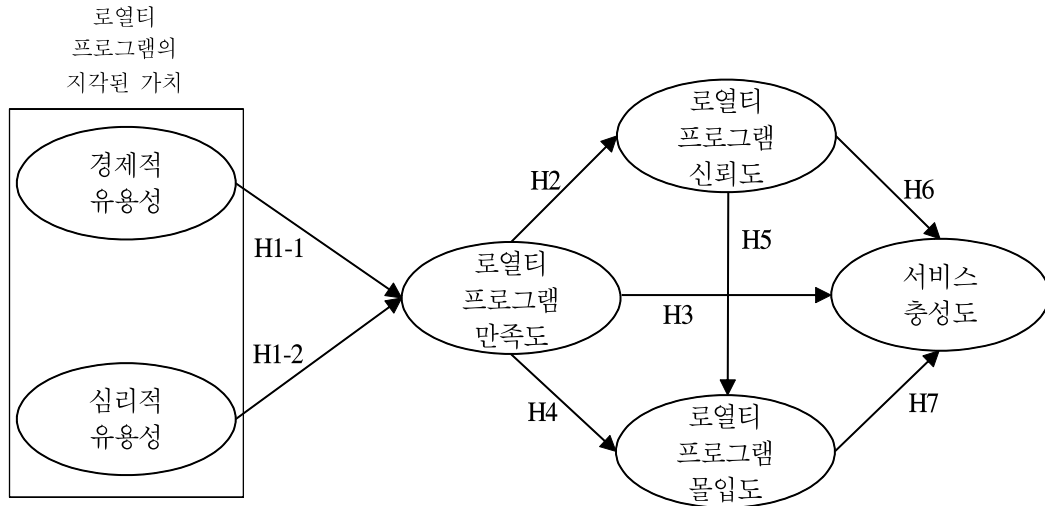 로열티
프로그램의
지각된 가치
경제적
유용성
심리적
유용성
H1-1
H1-2
로열티
프로그램
만족도
H2
H3
H4
로열티
프로그램
신뢰도
H5
로열티
프로그램
몰입도
H6
H7
서비스
충성도